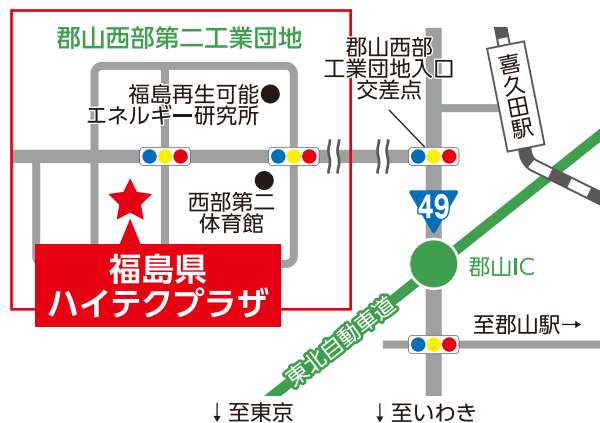 郡山西部第二工業団地
郡山西部
工業団地入口
交差点
喜久田駅
福島再生可能
エネルギー研究所
西部第二
体育館
49
福島県
ハイテクプラザ
郡山IC
東北自動車道
至郡山駅→
↓至東京
↓至いわき